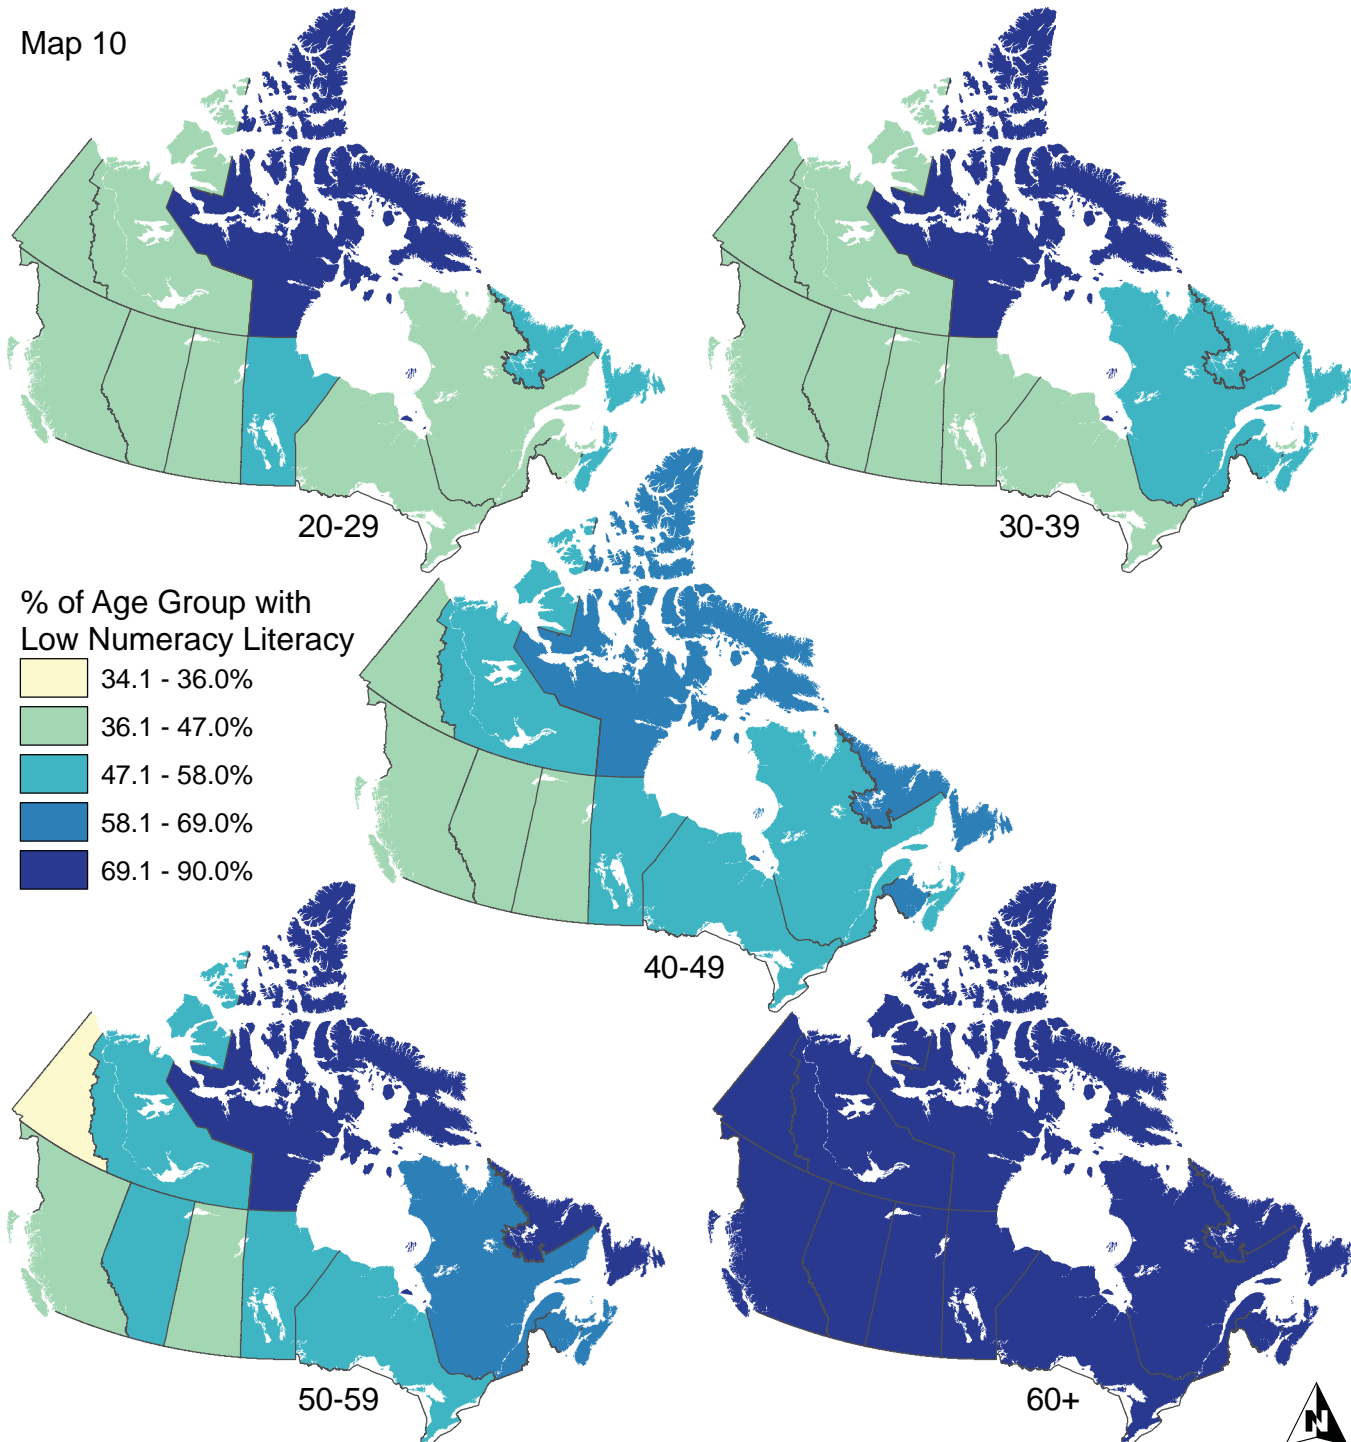 Map 10
20-29
30-39
% of Age Group with
Low Numeracy Literacy
34.1 - 36.0%
36.1 - 47.0%
47.1 - 58.0%
58.1 - 69.0%
69.1 - 90.0%
40-49
50-59
60+
N